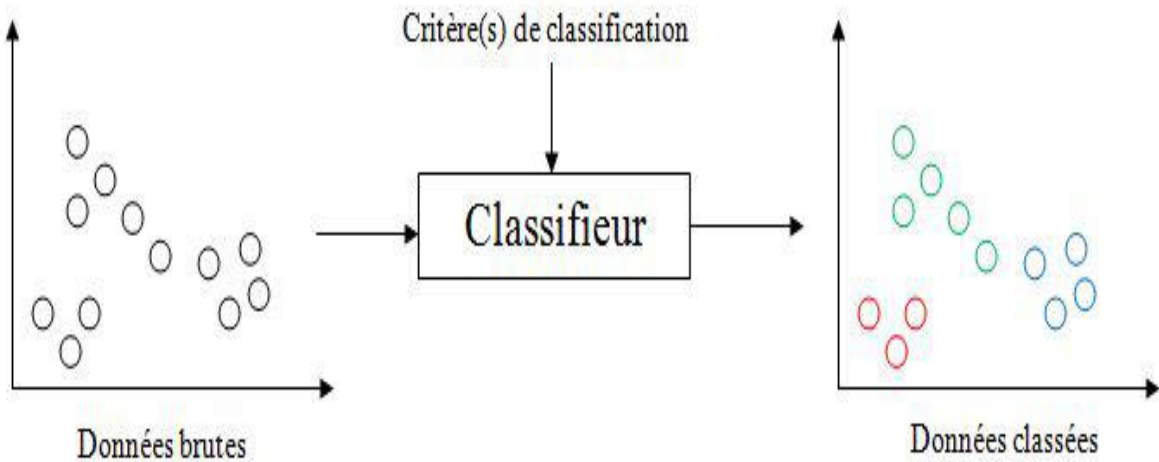 Critère(s) de classification
Classifieur
Données brutes
Données classées